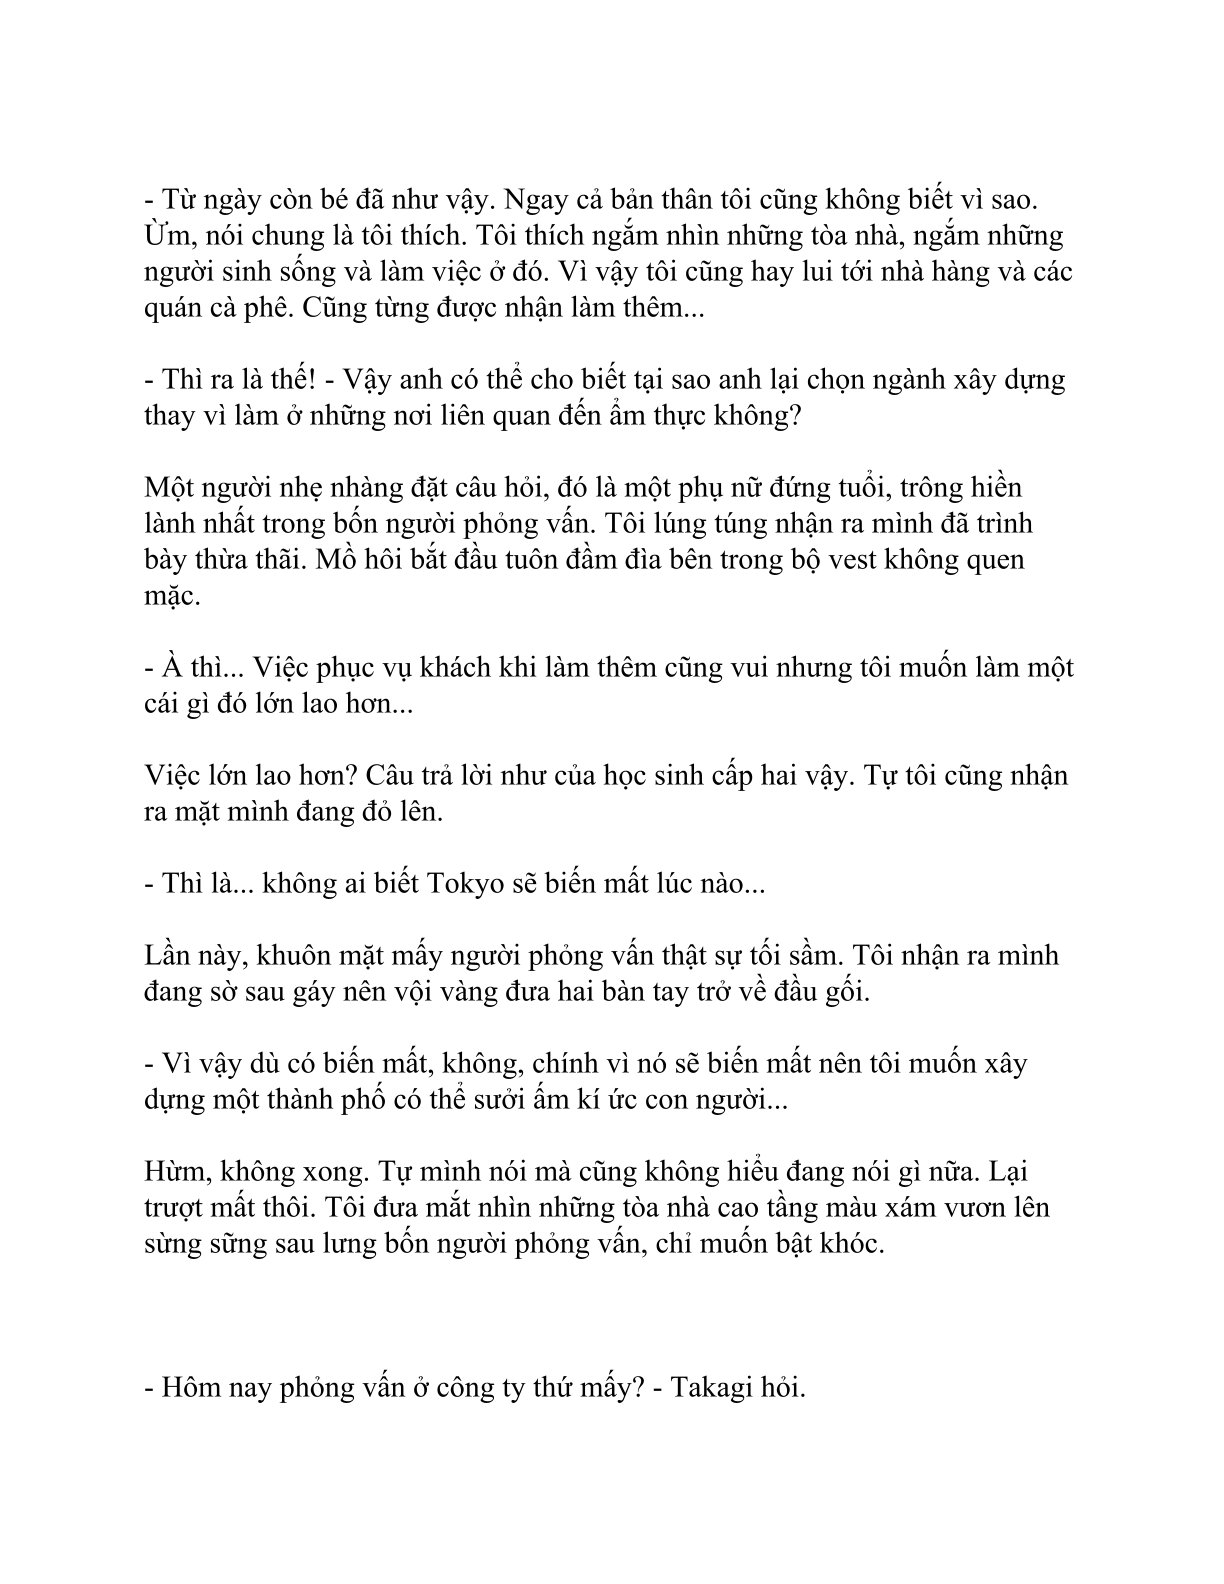 - Từ ngày còn bé đã như vậy. Ngay cả bản thân tôi cũng không biết vì sao.
Ừm, nói chung là tôi thích. Tôi thích ngắm nhìn những tòa nhà, ngắm những
người sinh sống và làm việc ở đó. Vì vậy tôi cũng hay lui tới nhà hàng và các
quán cà phê. Cũng từng được nhận làm thêm...
- Thì ra là thế! - Vậy anh có thể cho biết tại sao anh lại chọn ngành xây dựng
thay vì làm ở những nơi liên quan đến ẩm thực không?
Một người nhẹ nhàng đặt câu hỏi, đó là một phụ nữ đứng tuổi, trông hiền
lành nhất trong bốn người phỏng vấn. Tôi lúng túng nhận ra mình đã trình
bày thừa thãi. Mồ hôi bắt đầu tuôn đầm đìa bên trong bộ vest không quen
mặc.
- À thì... Việc phục vụ khách khi làm thêm cũng vui nhưng tôi muốn làm một
cái gì đó lớn lao hơn...
Việc lớn lao hơn? Câu trả lời như của học sinh cấp hai vậy. Tự tôi cũng nhận
ra mặt mình đang đỏ lên.
- Thì là... không ai biết Tokyo sẽ biến mất lúc nào...
Lần này, khuôn mặt mấy người phỏng vấn thật sự tối sầm. Tôi nhận ra mình
đang sờ sau gáy nên vội vàng đưa hai bàn tay trở về đầu gối.
- Vì vậy dù có biến mất, không, chính vì nó sẽ biến mất nên tôi muốn xây
dựng một thành phố có thể sưởi ấm kí ức con người...
Hừm, không xong. Tự mình nói mà cũng không hiểu đang nói gì nữa. Lại
trượt mất thôi. Tôi đưa mắt nhìn những tòa nhà cao tầng màu xám vươn lên
sừng sững sau lưng bốn người phỏng vấn, chỉ muốn bật khóc.
- Hôm nay phỏng vấn ở công ty thứ mấy? - Takagi hỏi.